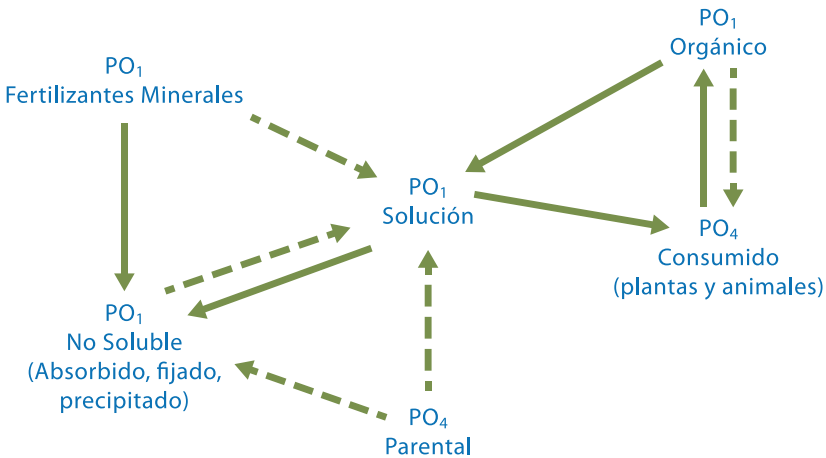 PO₁
Fertilizantes Minerales
PO₁
Orgánico
PO₁
Solución
PO₄
Consumido
(plantas y animales)
PO₁
No Soluble
(Absorbido, fijado,
precipitado)
PO₄
Parental